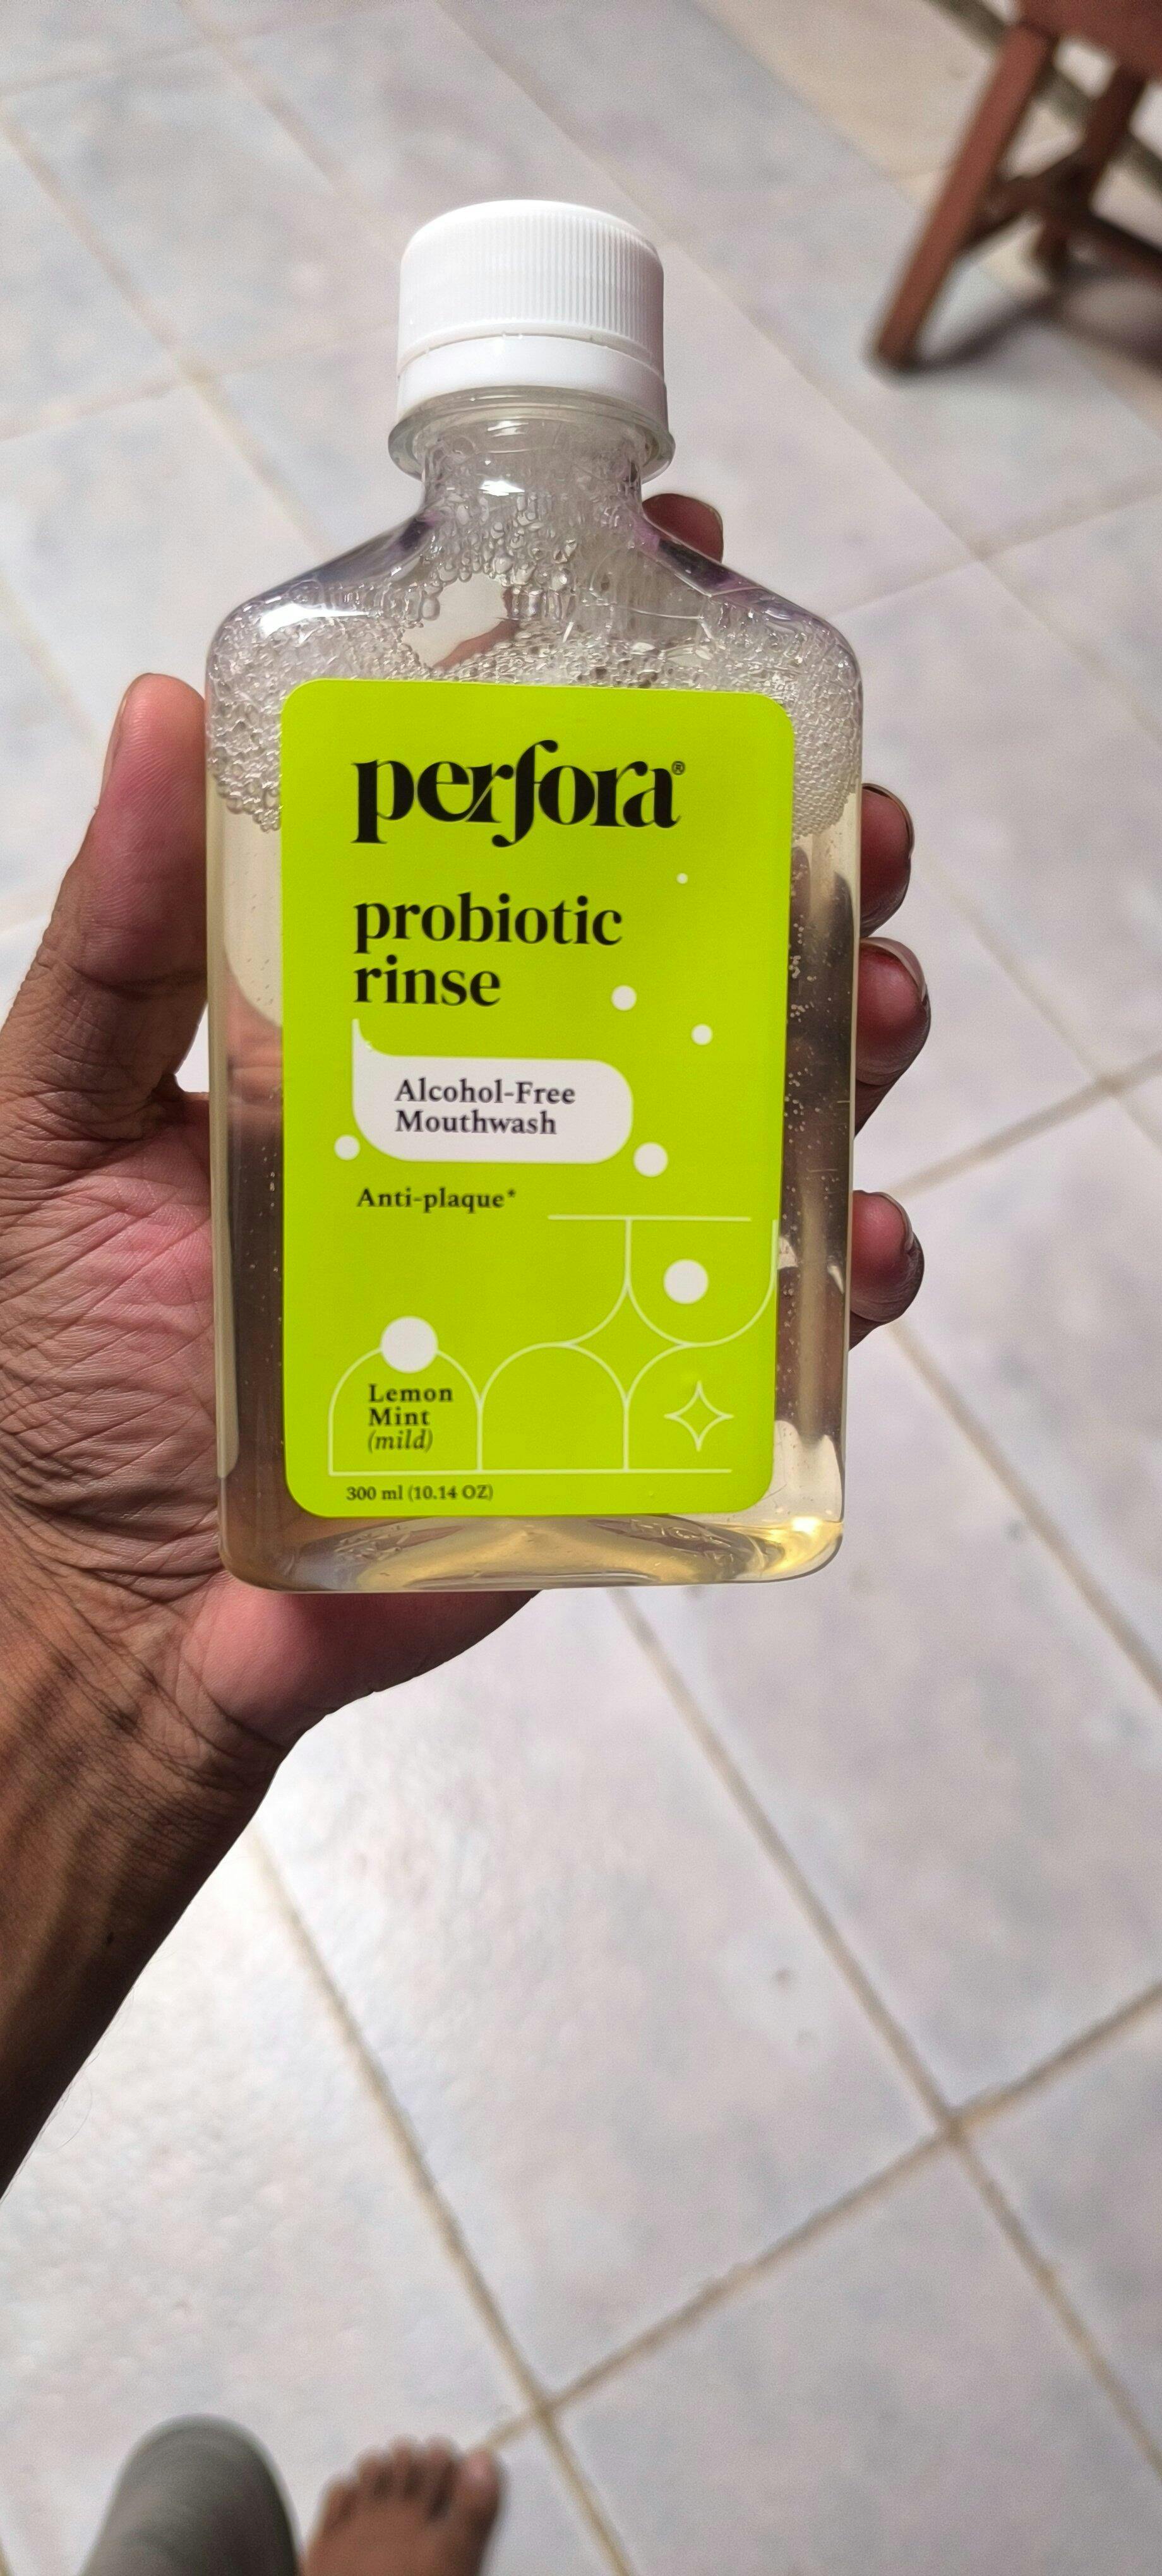 perfora®
probiotic
rinse
Alcohol-Free
Mouthwash
Anti-plaque*
Lemon
Mint
(mild)
300 ml (10.14 OZ)